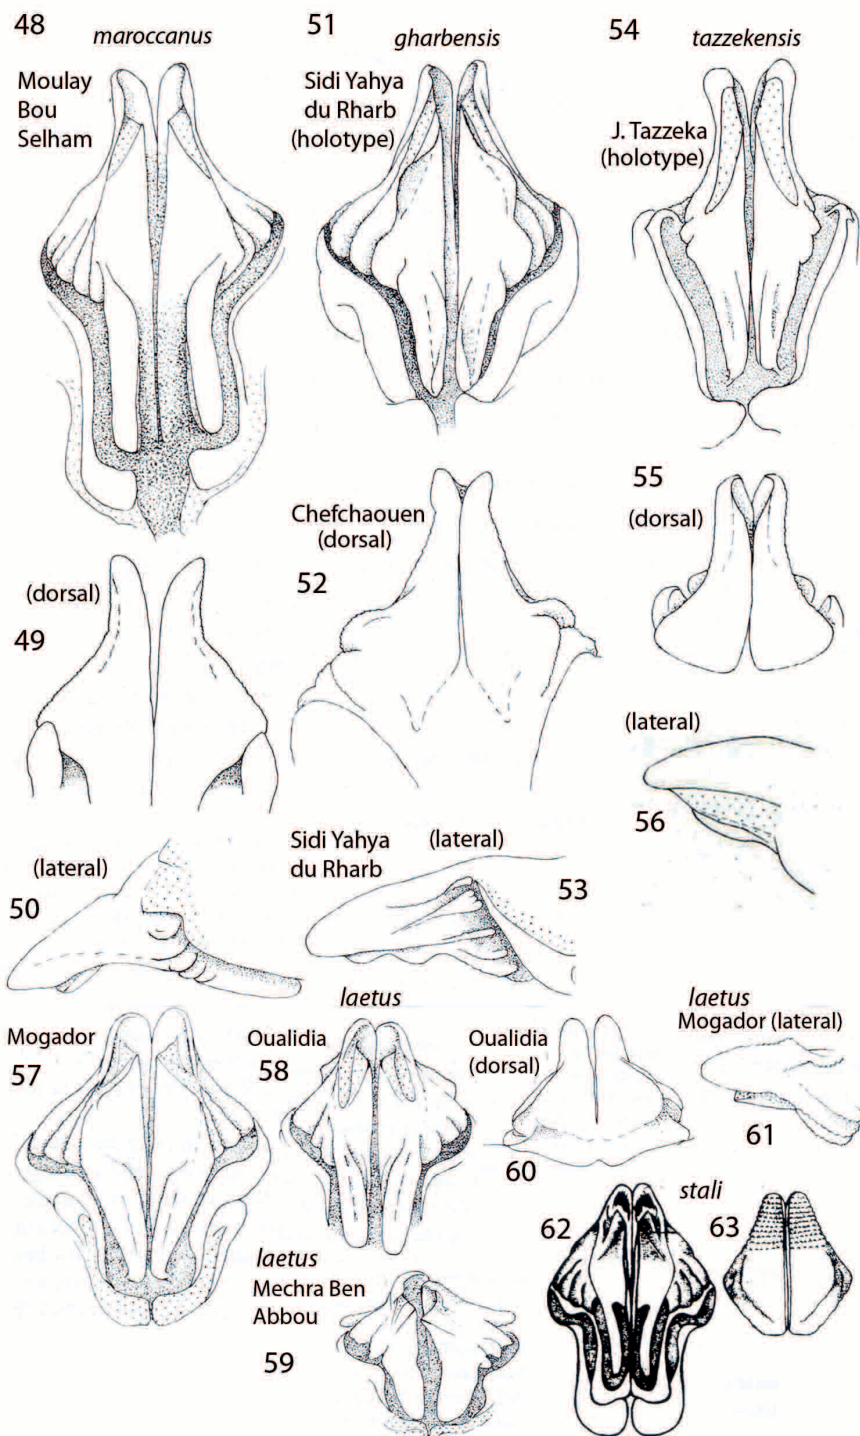 48
maroccanus
Moulay
Bou
Selham
51
gharbensis
Sidi Yahya
du Rharb
(holotype)
54
tazzekensis
J. Tazzeka
(holotype)
(dorsal)
49
Chefchaouen
(dorsal)
52
55
(dorsal)
(lateral)
56
(lateral)
50
Sidi Yahya
du Rharb
(lateral)
53
laetus
Mogador
57
Oualidia
58
Oualidia
(dorsal)
60
laetus
Mogador (lateral)
61
laetus
Mechra Ben
Abbou
59
stali
62
63